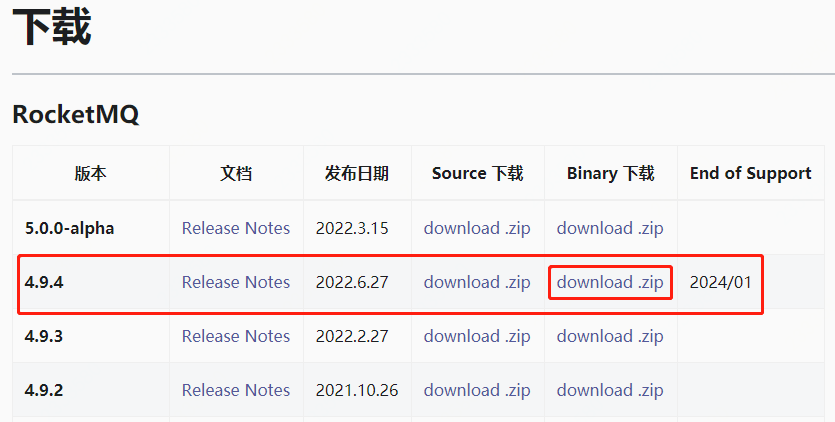 下载
RocketMQ
版本 文档 发布日期 Source 下载 Binary 下载 End of Support
5.0.0-alpha Release Notes 2022.3.15 download .zip download .zip
4.9.4 Release Notes 2022.6.27 download .zip download .zip 2024/01
4.9.3 Release Notes 2022.2.27 download .zip download .zip
4.9.2 Release Notes 2021.10.26 download .zip download .zip